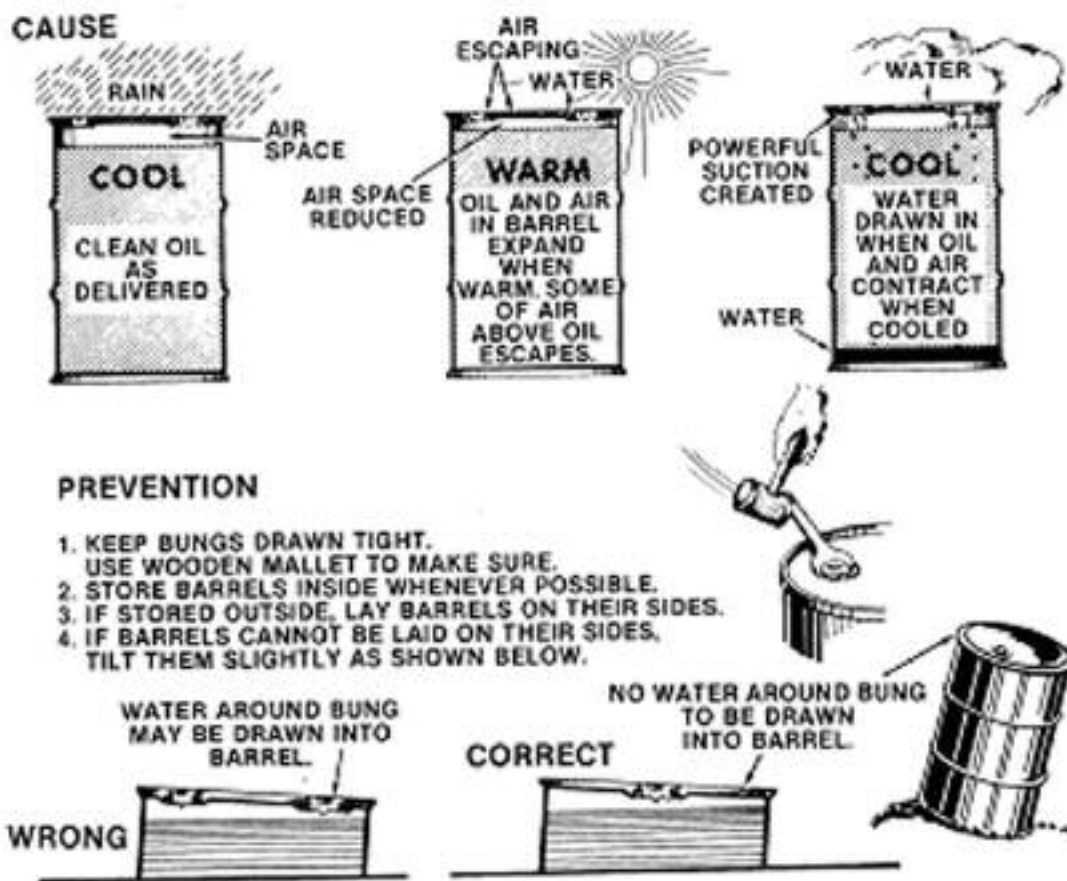 CAUSE
RAIN
AIR
SPACE
COOL
CLEAN OIL
AS
DELIVERED
AIR
ESCAPING
WATER
AIR SPACE
REDUCED
WARM
OIL AND AIR
IN BARREL
EXPAND
WHEN
WARM. SOME
OF AIR
ABOVE OIL
ESCAPES.
WATER
POWERFUL
SUCTION
CREATED
COOL
WATER
DRAWN IN
WHEN OIL
AND AIR
CONTRACT
WHEN
COOLED
WATER
PREVENTION
1. KEEP BUNGS DRAWN TIGHT.
USE WOODEN MALLET TO MAKE SURE.
2. STORE BARRELS INSIDE WHENEVER POSSIBLE.
3. IF STORED OUTSIDE, LAY BARRELS ON THEIR SIDES.
4. IF BARRELS CANNOT BE LAID ON THEIR SIDES,
TILT THEM SLIGHTLY AS SHOWN BELOW.
WATER AROUND BUNG
MAY BE DRAWN INTO
BARREL.
WRONG
CORRECT
NO WATER AROUND BUNG
TO BE DRAWN
INTO BARREL.